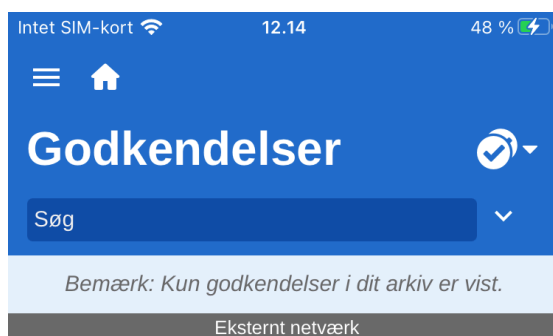 Intet SIM-kort 12.14 48 %
Godkendelser
Søg
Bemærk: Kun godkendelser i dit arkiv er vist.
Eksternt netværk